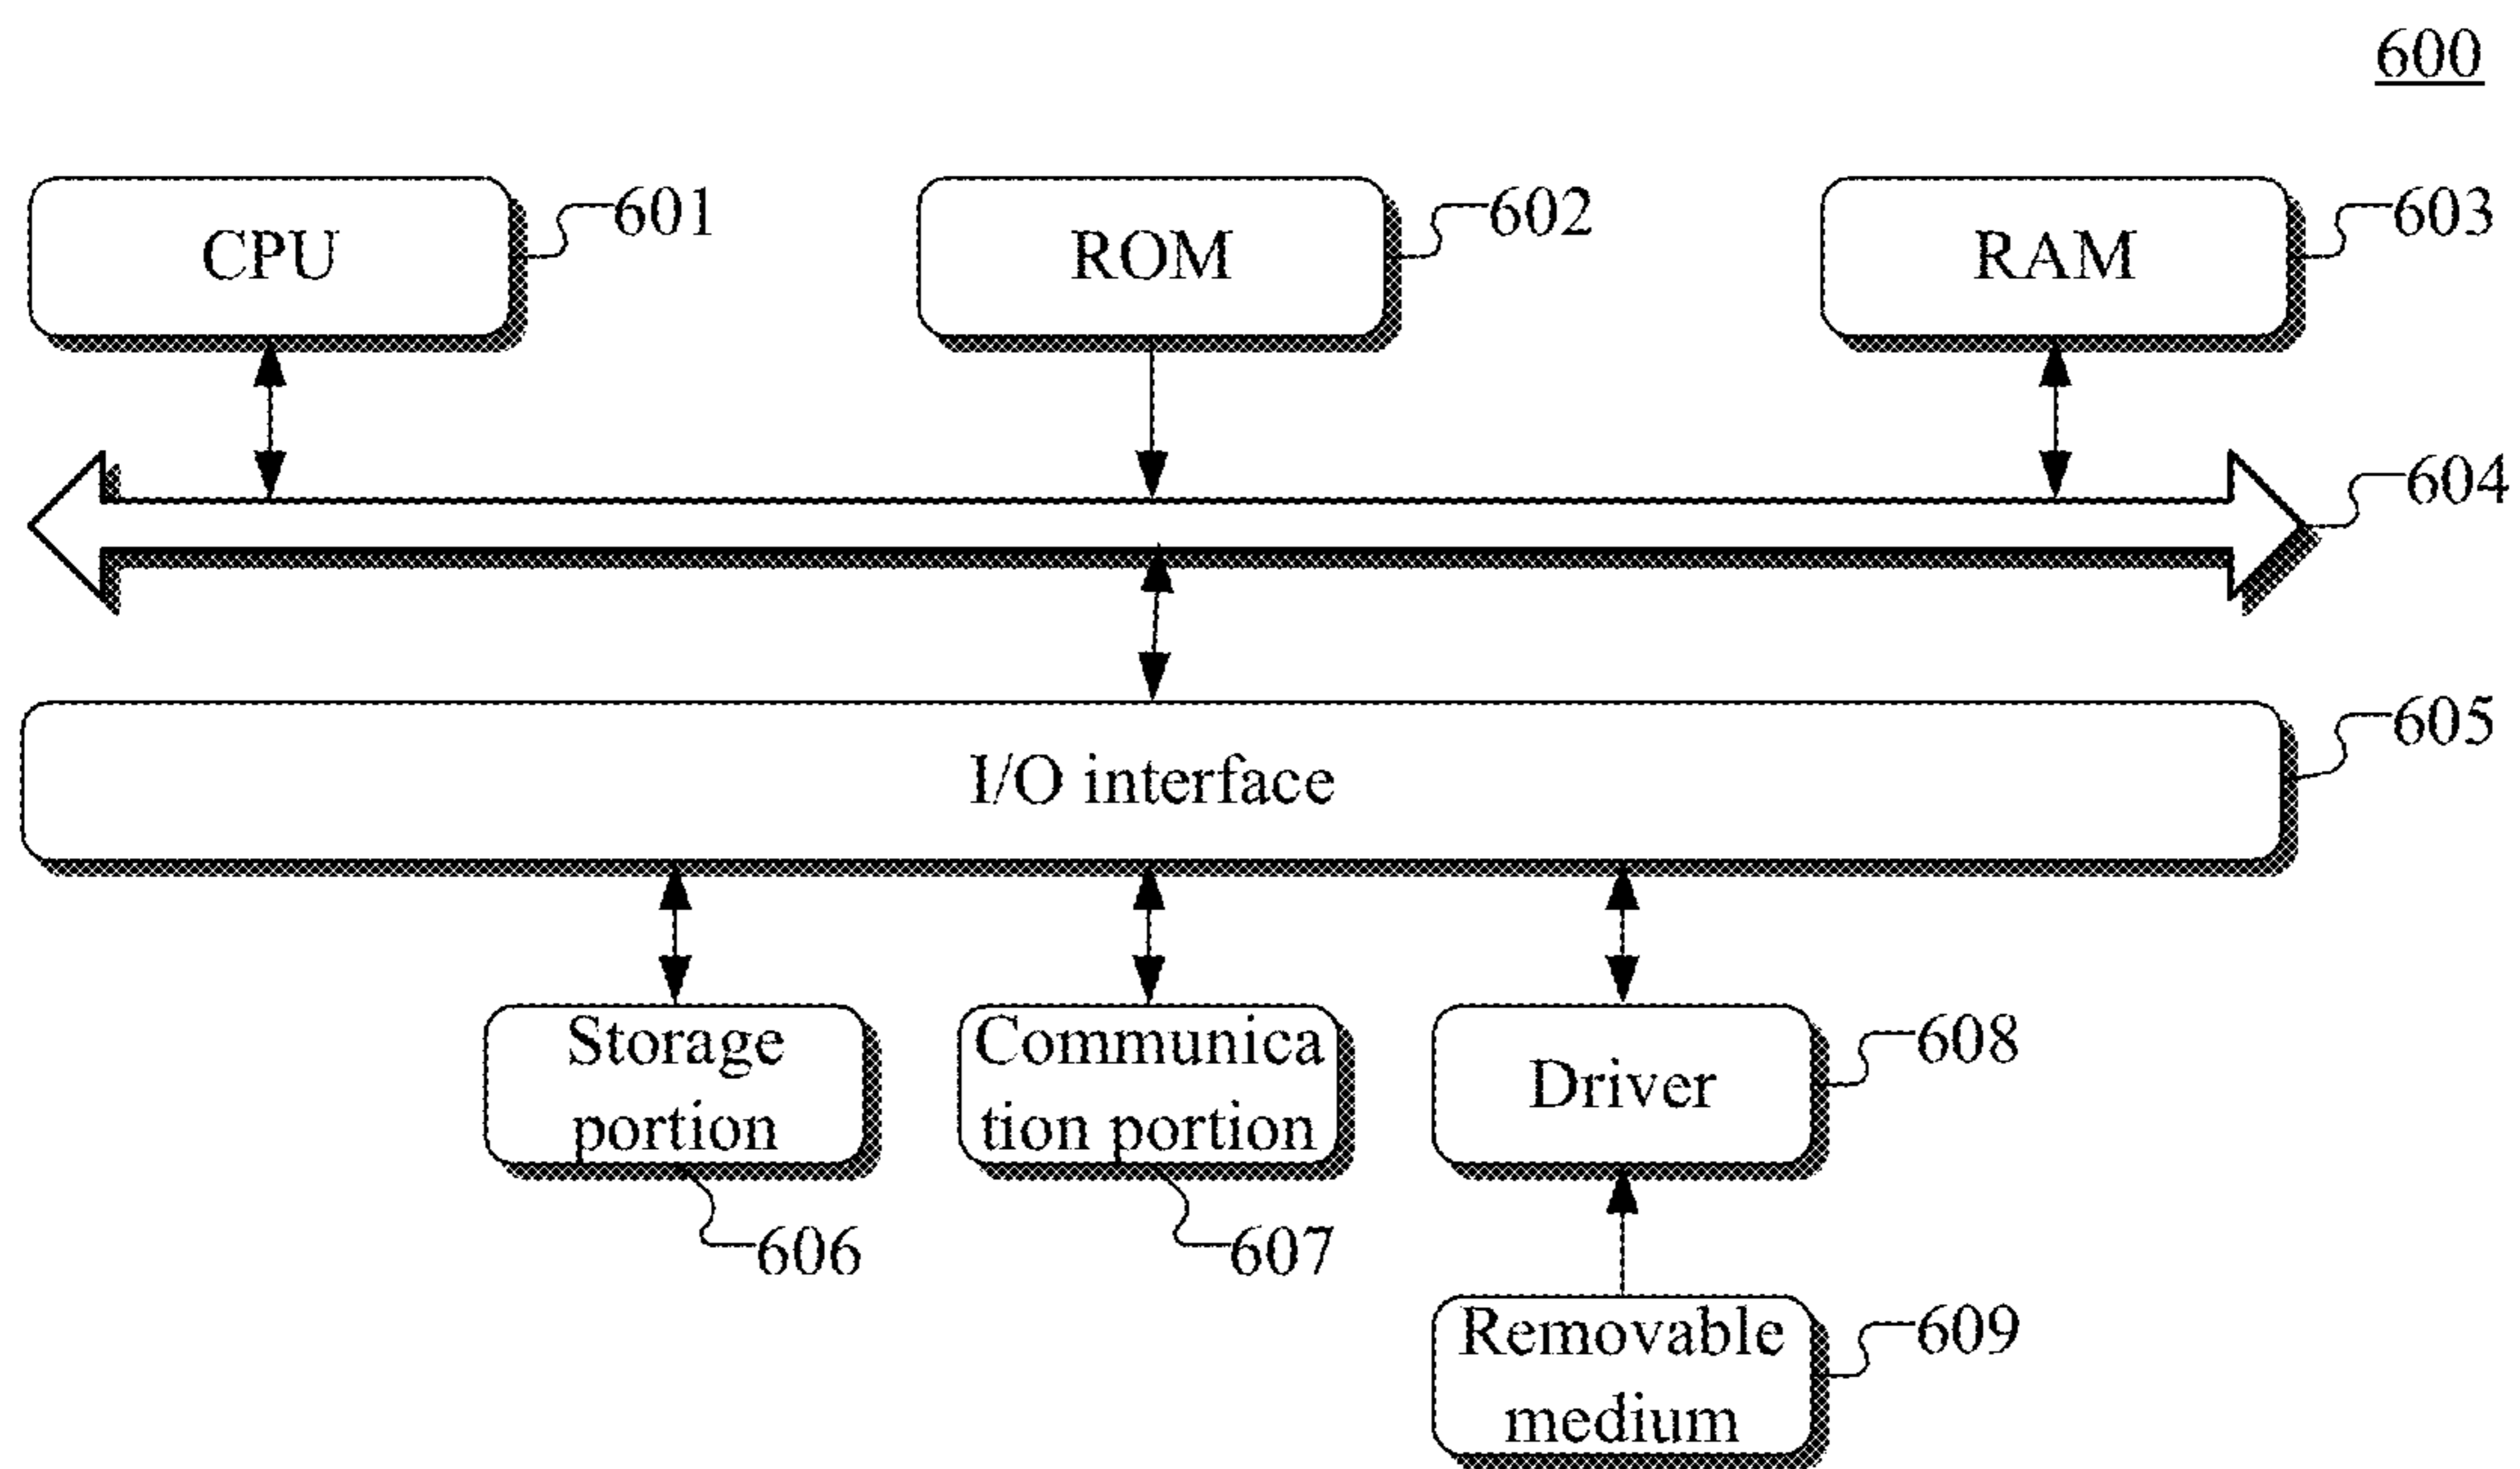 600
CPU
601
ROM
602
RAM
603
604
I/O interface
605
Storage
portion
606
Communica
tion portion
607
Driver
608
Removable
medium
609